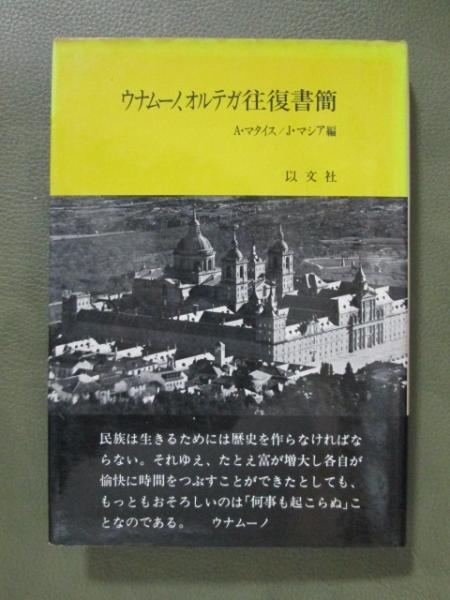 ウナムーノ、オルテガ往復書簡
A・マタイス／J・マシア編
以文社
民族は生きるためには歴史を作らなければな
らない。それゆえ、たとえ富が増大し各自が
愉快に時間をつぶすことができたとしても、
もっともおそろしいのは「何事も起こらぬ」こ
となのである。　ウナムーノ